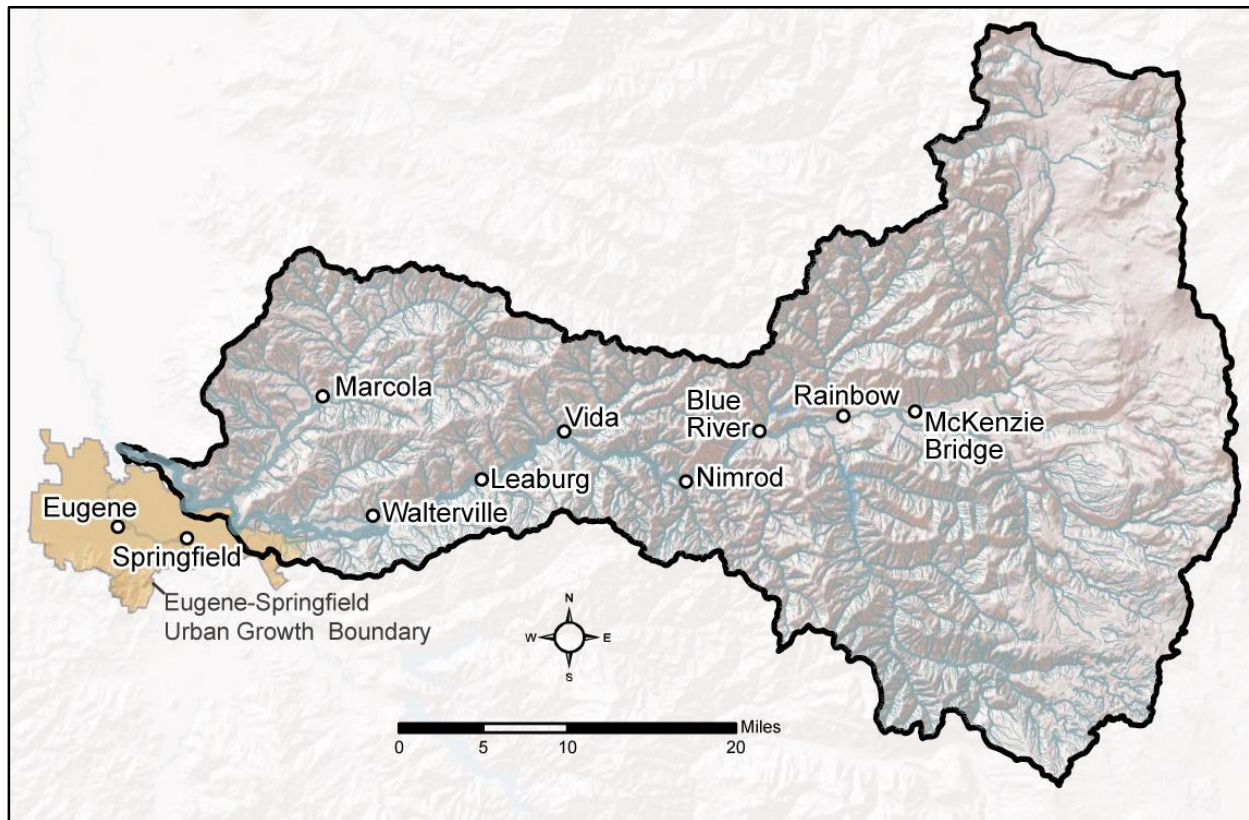 Marcola
Vida
Blue
River
Rainbow
McKenzie
Bridge
Leaburg
Nimrod
Walterville
Eugene
Springfield
Eugene-Springfield
Urban Growth Boundary
N
W
E
S
Miles
0
5
10
20